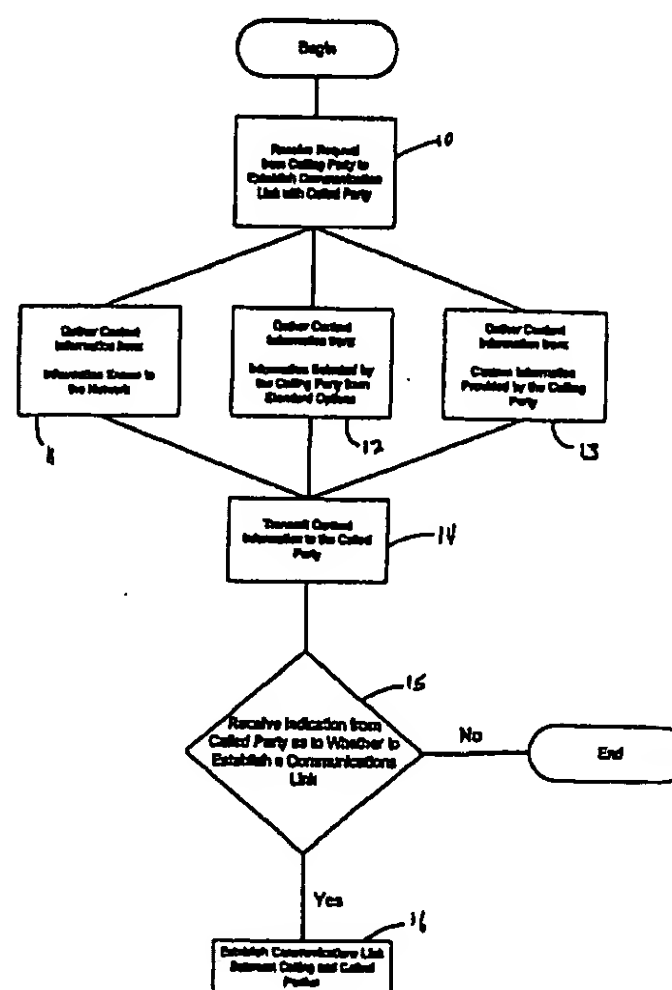 Begin
Receive Request
from Calling Party to
Establish Communication
Link with Called Party
10
Gather Context
Information from:
Information Known to
the Network
11
Gather Context
Information from:
Information Selected by
the Calling Party from
Standard Options
12
Gather Context
Information from:
Custom Information
Provided by the Calling
Party
13
Transmit Context
Information to the Called
Party
14
15
Receive Indication from
Called Party as to Whether to
Establish a Communications
Link
No
End
Yes
16
Establish Communications Link
Between Calling and Called
Parties